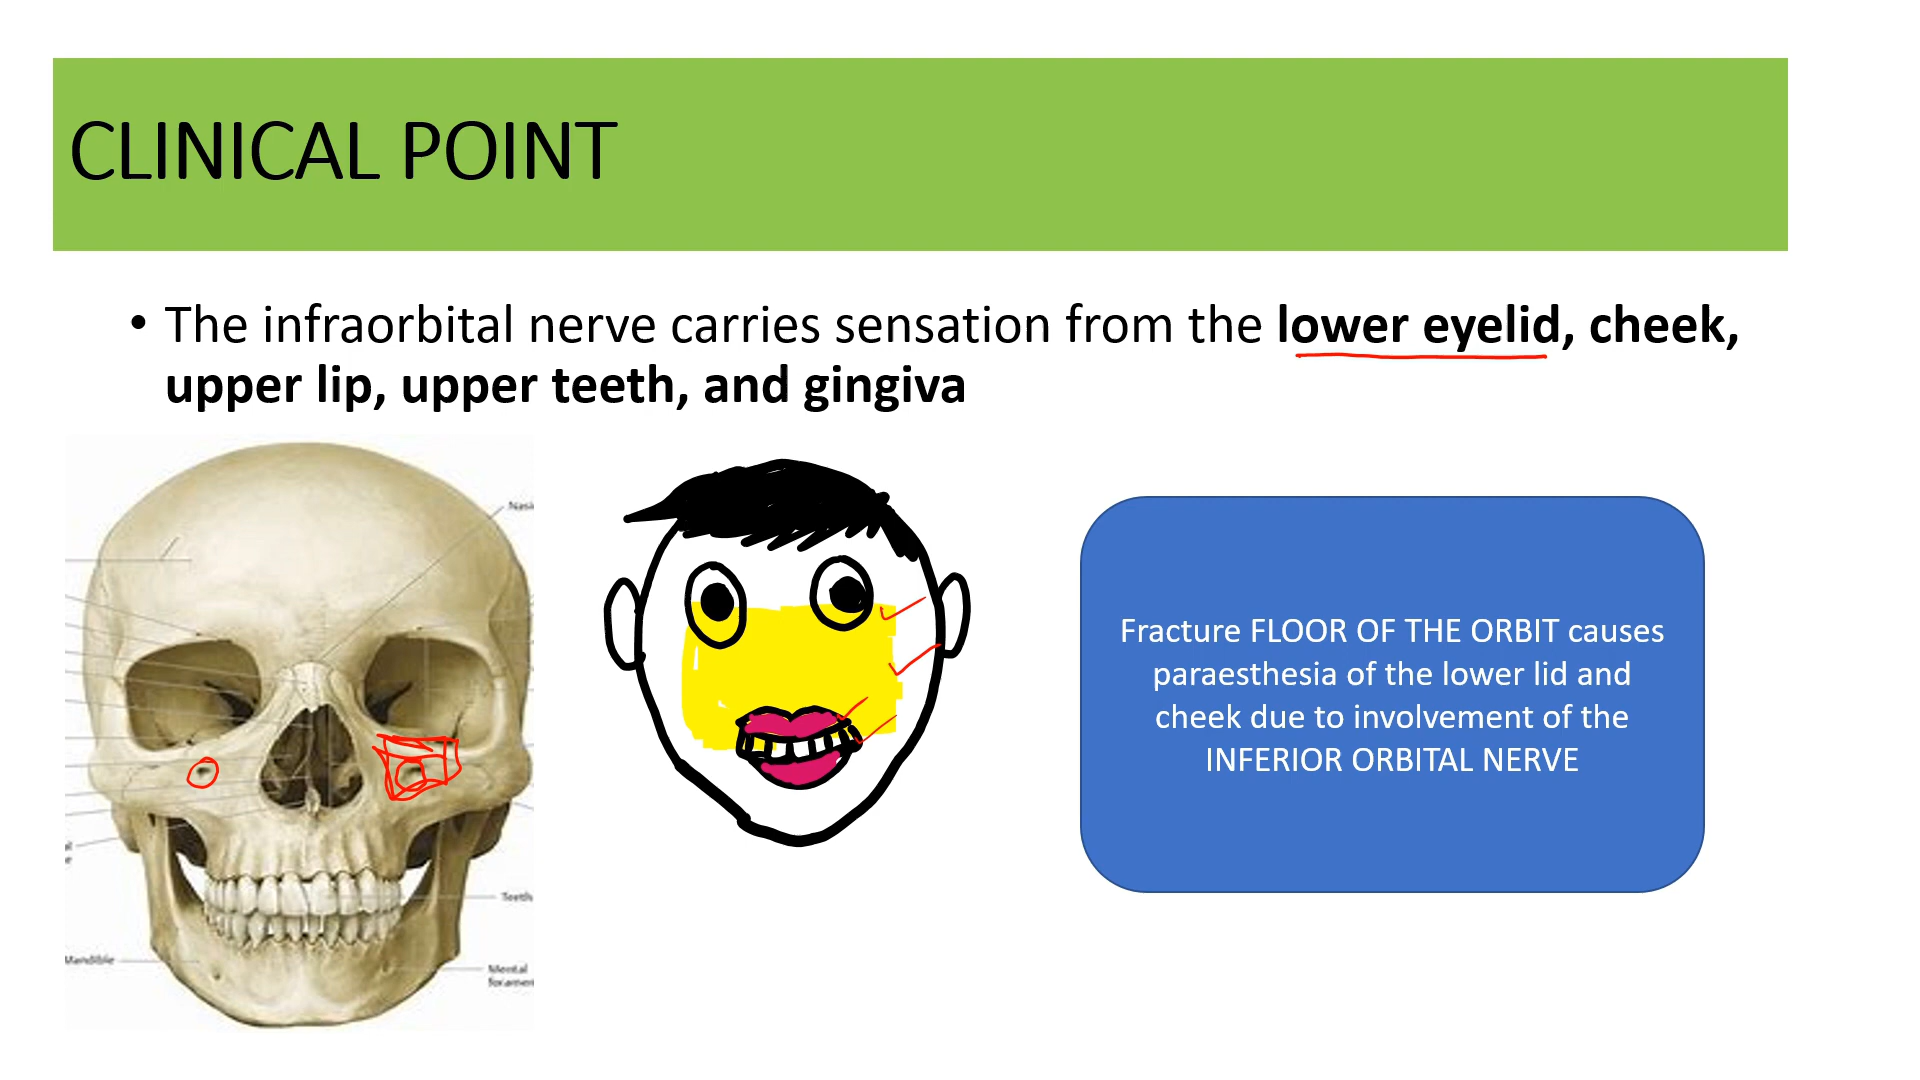 CLINICAL POINT
• The infraorbital nerve carries sensation from the lower eyelid, cheek,
upper lip, upper teeth, and gingiva
Fracture FLOOR OF THE ORBIT causes
paraesthesia of the lower lid and
cheek due to involvement of the
INFERIOR ORBITAL NERVE
Teeth
Mandible
Mental